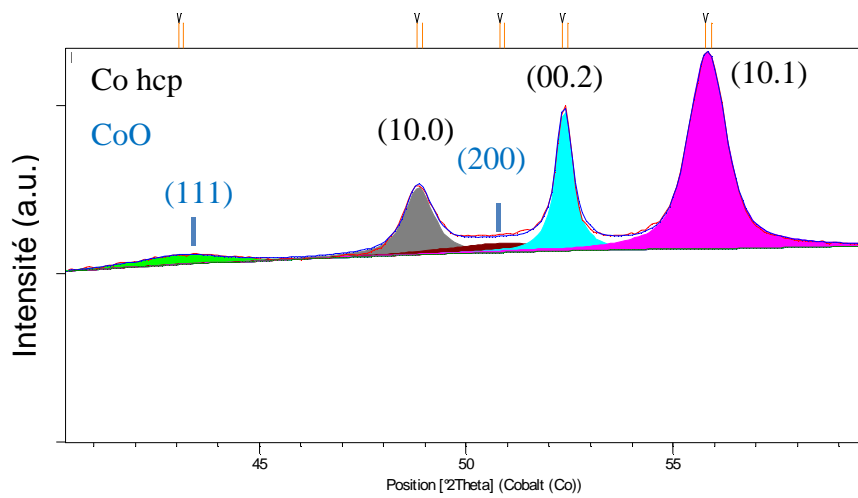 Co hcp
(00.2)
(10.1)
CoO
(10.0)
(200)
(111)
Intensité (a.u.)
45
50
55
Position [°2Theta] (Cobalt (Co))